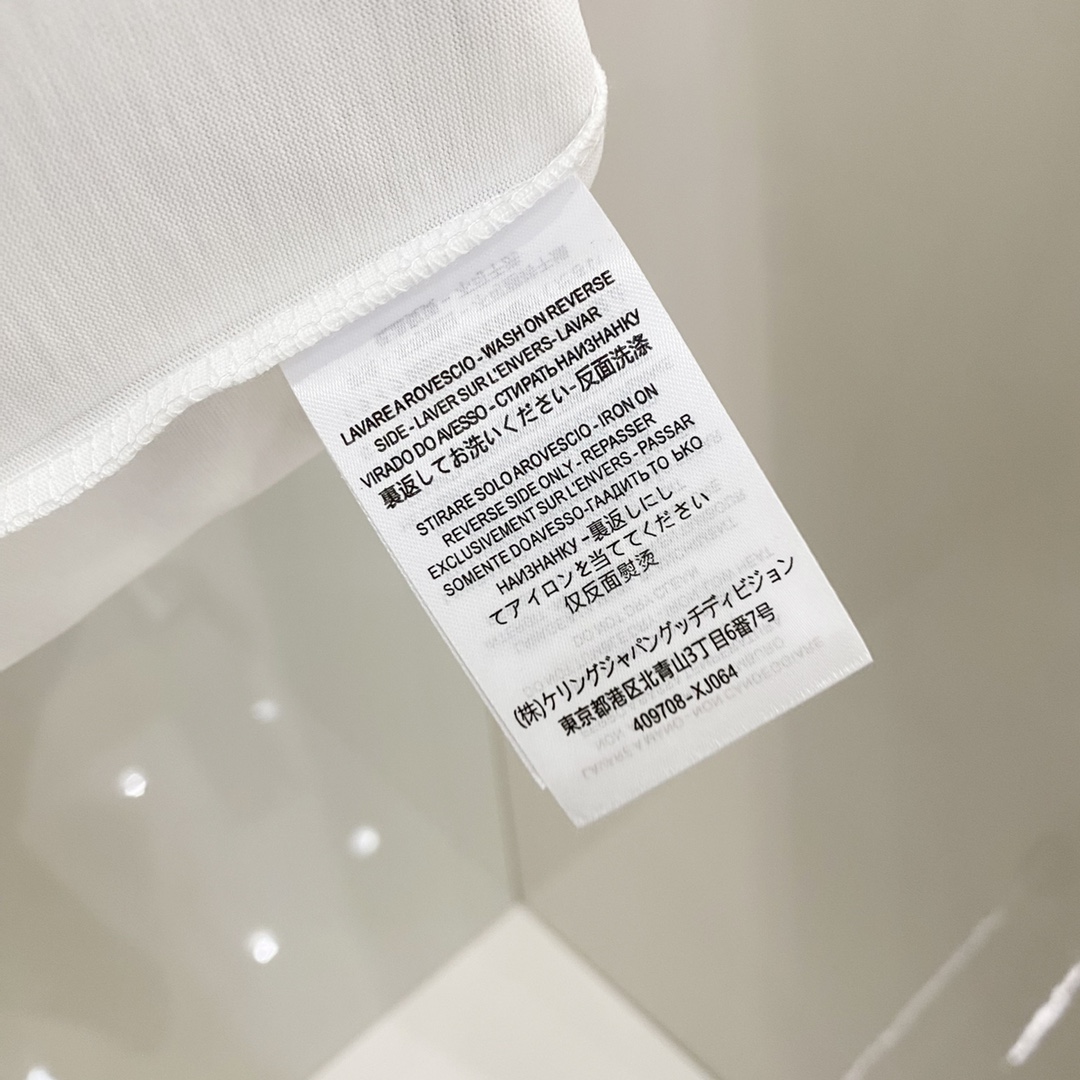 LAVARE A ROVESCIO - WASH ON REVERSE
SIDE - LAVER SUR L'ENVERS- LAVAR
VIRADO DO AVESSO - СТИРАТЬ НАИЗНАНКУ
裏返してお洗いください- 反面洗涤
STIRARE SOLO AROVESCIO - IRON ON
REVERSE SIDE ONLY - REPASSER
EXCLUSIVEMENT SUR L'ENVERS - PASSAR
SOMENTE DO AVESSO-ГААДИТЬ ТО ЬКО
НАИЗНАНКУ -裏返しにし
てアイロンを当ててください
仅反面熨烫
(株)ケリングジャパングッチディビジョン
東京都港区北青山3丁目6番7号
409708-XJ064